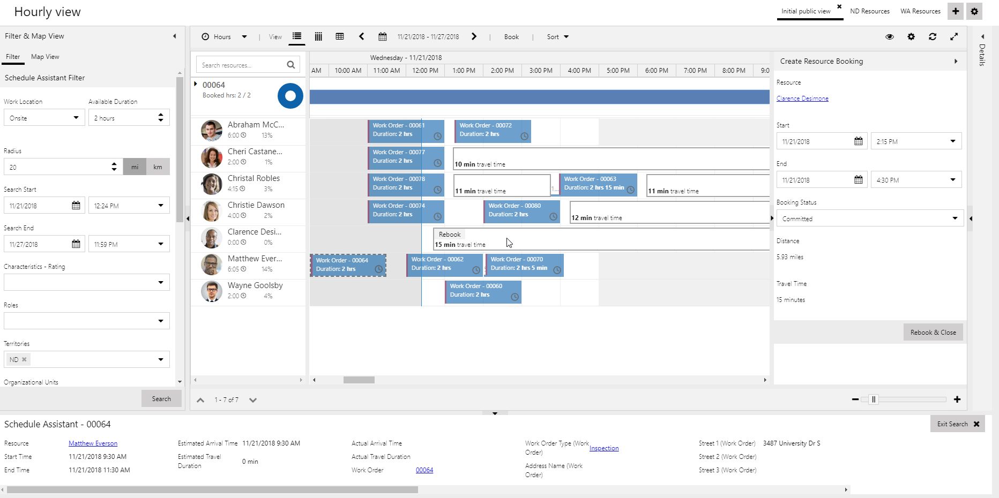 Hourly view
Initial public view
ND Resources
WA Resources
Filter & Map View
Filter
Map View
Schedule Assistant Filter
Work Location
Available Duration
Onsite
2 hours
Radius
20
mi
km
Search Start
11/21/2018
12:24 PM
Search End
11/27/2018
11:59 PM
Characteristics - Rating
Roles
Territories
ND
Organizational Units
Search
Hours
View
11/21/2018 - 11/27/2018
Book
Sort
Search resources...
Wednesday - 11/21/2018
AM
10:00 AM
11:00 AM
12:00 PM
1:00 PM
2:00 PM
3:00 PM
4:00 PM
5:00 PM
6:00 PM
7:00 PM
8:00 PM
9:0
00064
Booked hrs: 2 / 2
Abraham McC...
6:00
13%
Work Order - 00061
Duration: 2 hrs
Work Order - 00072
Duration: 2 hrs
Cheri Castane...
2:00
1%
Work Order - 00077
Duration: 2 hrs
10 min travel time
Christal Robles
4:15
3%
Work Order - 00078
Duration: 2 hrs
11 min travel time
1...
Work Order - 00063
Duration: 2 hrs 15 min
11 min travel time
Christie Dawson
4:00
2%
Work Order - 00074
Duration: 2 hrs
Work Order - 00080
Duration: 2 hrs
12 min travel time
Clarence Desi...
0:00
0%
Rebook
15 min travel time
Matthew Ever...
6:05
14%
Work Order - 00064
Duration: 2 hrs
Work Order - 00062
Duration: 2 hrs
Work Order - 00070
Duration: 2 hrs 5 min
Wayne Goolsby
2:00
4%
Work Order - 00060
Duration: 2 hrs
1 - 7 of 7
Create Resource Booking
Resource
Clarence Desimone
Start
11/21/2018
2:15 PM
End
11/21/2018
4:30 PM
Booking Status
Committed
Distance
5.93 miles
Travel Time
15 minutes
Rebook & Close
Details
Schedule Assistant - 00064
Exit Search
Resource
Matthew Everson
Start Time
11/21/2018 9:30 AM
End Time
11/21/2018 11:30 AM
Estimated Arrival Time
11/21/2018 9:30 AM
Estimated Travel
Duration
0 min
Actual Arrival Time
Actual Travel Duration
Work Order
00064
Work Order Type (Work
Order)
Inspection
Address Name (Work
Order)
Street 1 (Work Order)
3487 University Dr S
Street 2 (Work Order)
Street 3 (Work Order)